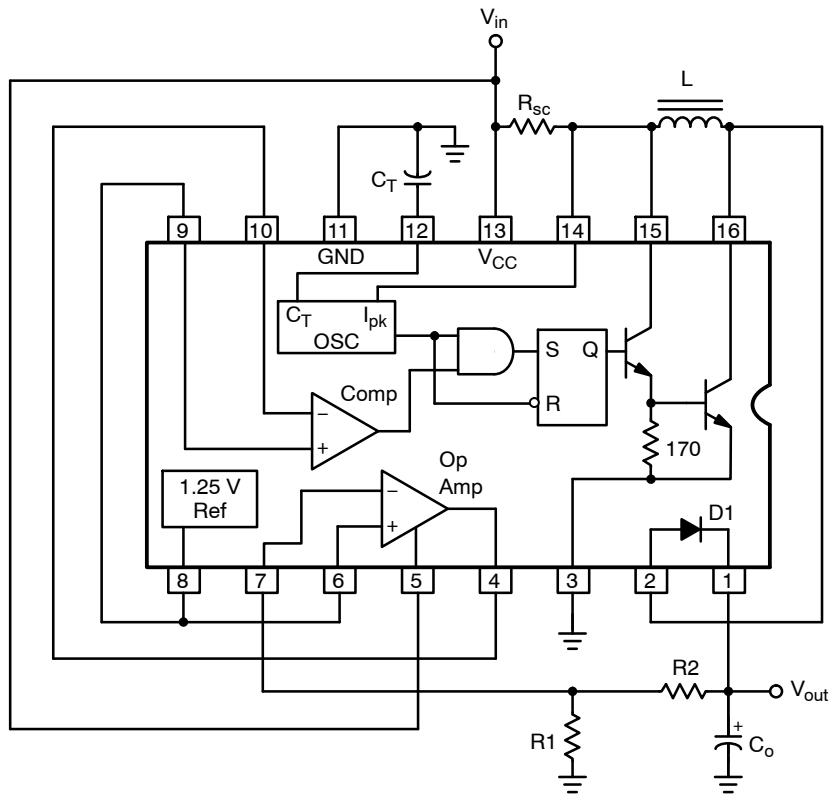 Vin
L
Rsc
CT
9 10 11 12 13 14 15 16
GND
VCC
CT Ipk
OSC
S Q
R
Comp
−
+
170
Op
Amp
−
+
1.25 V
Ref
D1
8 7 6 5 4 3 2 1
R2
Vout
R1
+
Co